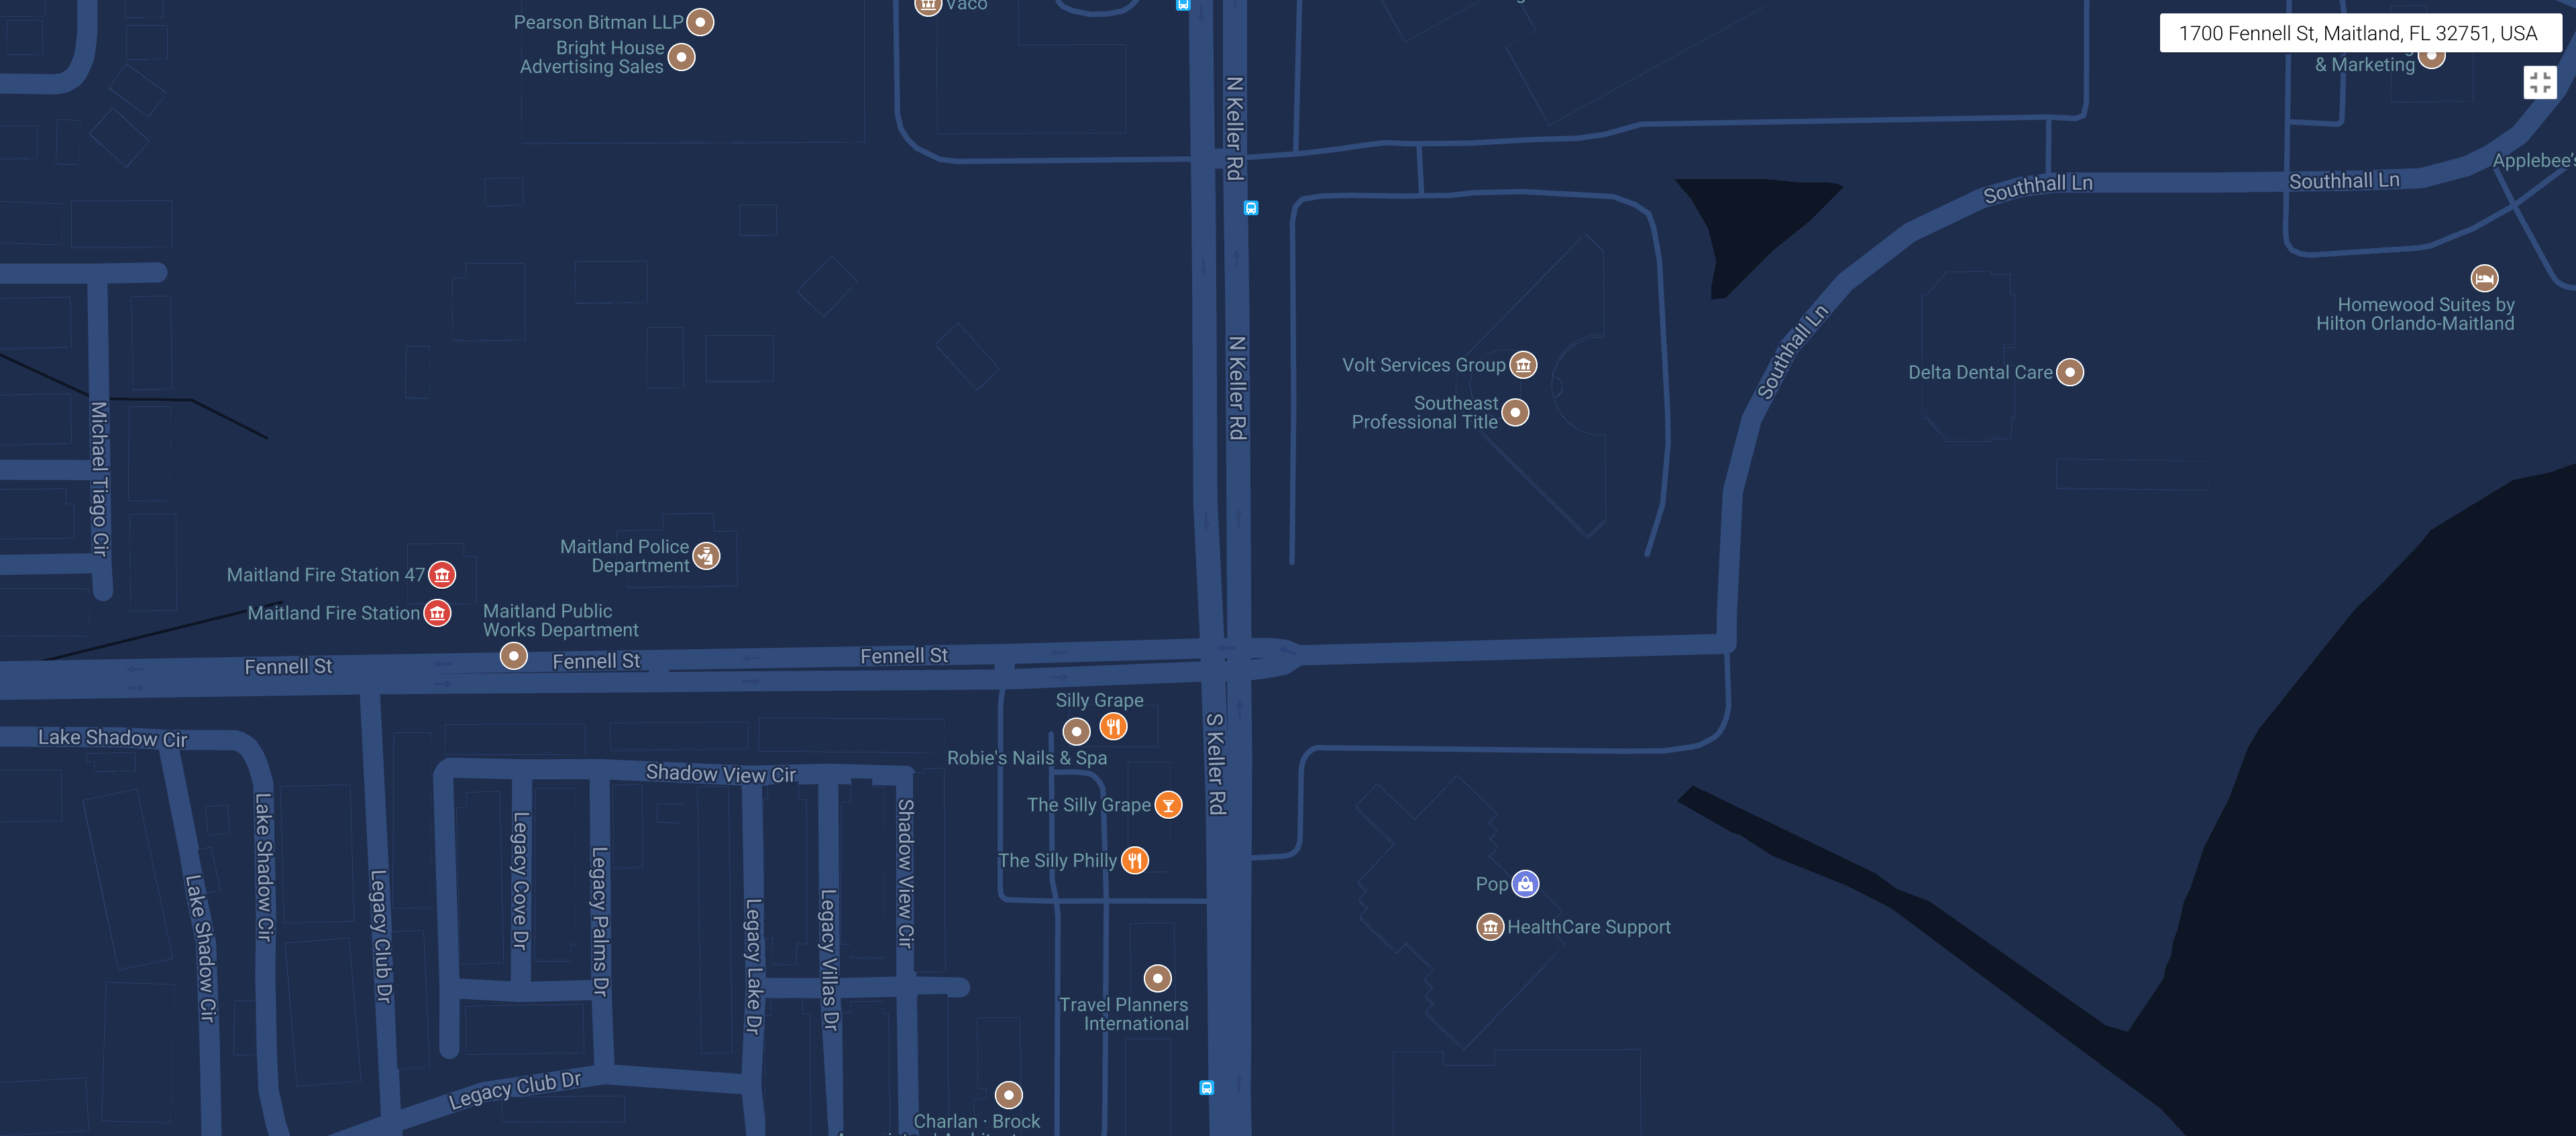 Vaco
Pearson Bitman LLP
Bright House
Advertising Sales
1700 Fennell St, Maitland, FL 32751, USA
& Marketing
N Keller Rd
Applebee's
Southhall Ln
Southhall Ln
Homewood Suites by
Hilton Orlando-Maitland
Southhall Ln
N Keller Rd
Volt Services Group
Delta Dental Care
Southeast
Professional Title
Michael Tiago Cir
Maitland Police
Department
Maitland Fire Station 47
Maitland Fire Station
Maitland Public
Works Department
Fennell St
Fennell St
Fennell St
Silly Grape
Robie's Nails & Spa
S Keller Rd
Lake Shadow Cir
Shadow View Cir
The Silly Grape
The Silly Philly
Lake Shadow Cir
Lake Shadow Cir
Legacy Club Dr
Legacy Cove Dr
Legacy Palms Dr
Legacy Lake Dr
Legacy Villas Dr
Shadow View Cir
Pop
HealthCare Support
Travel Planners
International
Legacy Club Dr
Charlan · Brock